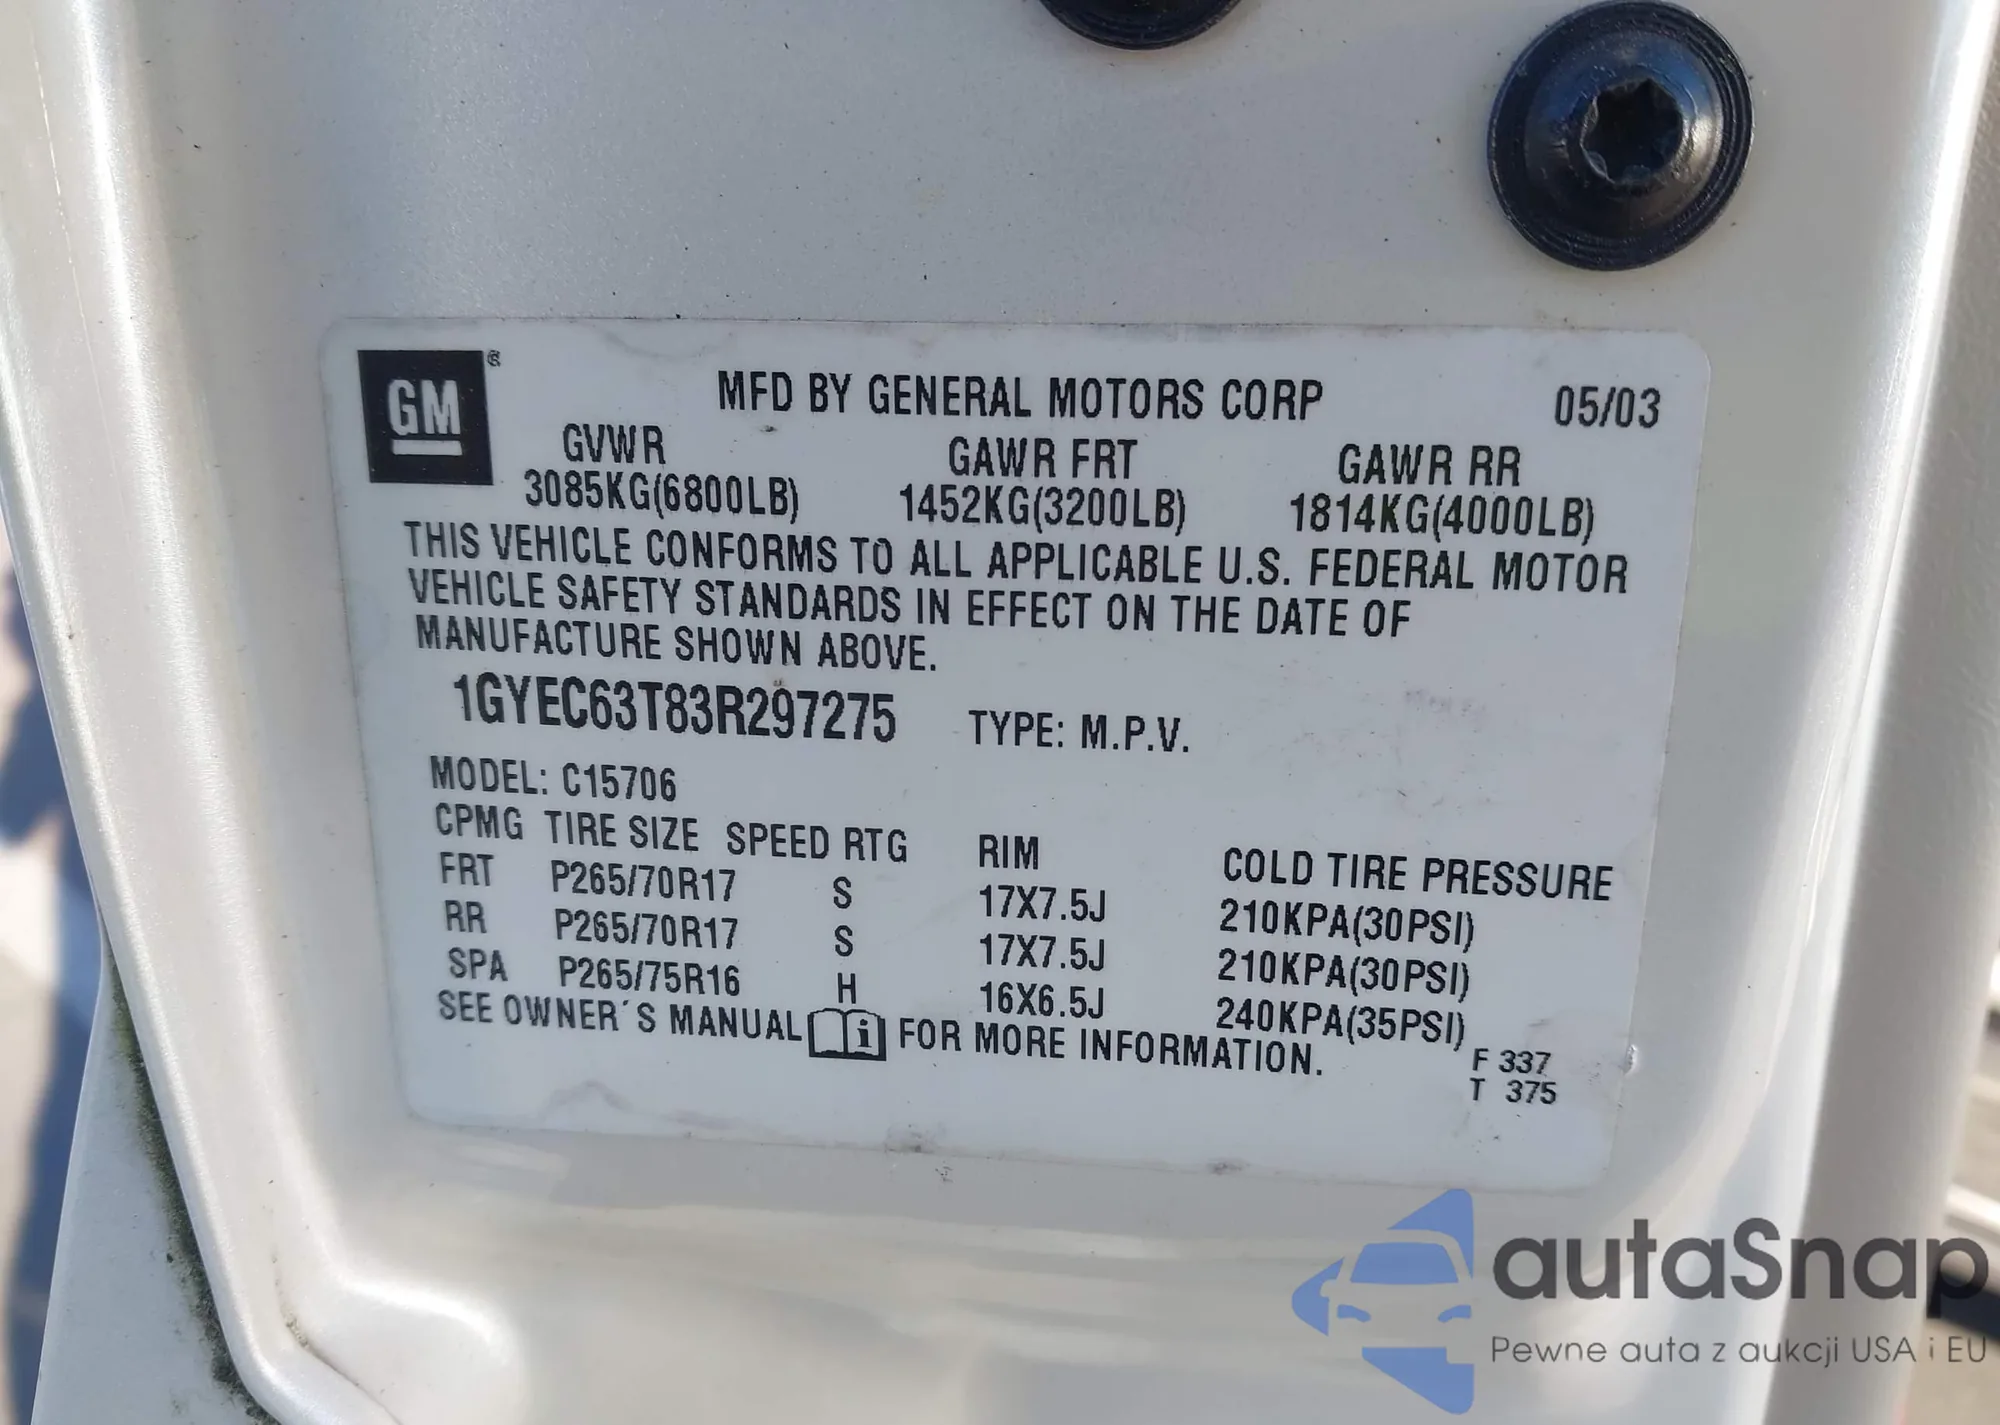 GM®
MFD BY GENERAL MOTORS CORP 05/03
GVWR GAWR FRT GAWR RR
3085KG(6800LB) 1452KG(3200LB) 1814KG(4000LB)
THIS VEHICLE CONFORMS TO ALL APPLICABLE U.S. FEDERAL MOTOR
VEHICLE SAFETY STANDARDS IN EFFECT ON THE DATE OF
MANUFACTURE SHOWN ABOVE.
1GYEC63T83R297275 TYPE: M.P.V.
MODEL: C15706
CPMG TIRE SIZE SPEED RTG RIM COLD TIRE PRESSURE
FRT P265/70R17 S 17X7.5J 210KPA(30PSI)
RR P265/70R17 S 17X7.5J 210KPA(30PSI)
SPA P265/75R16 H 16X6.5J 240KPA(35PSI)
SEE OWNER´S MANUAL i FOR MORE INFORMATION.
F 337
T 375
autaSnap
Pewne auta z aukcji USA i EU